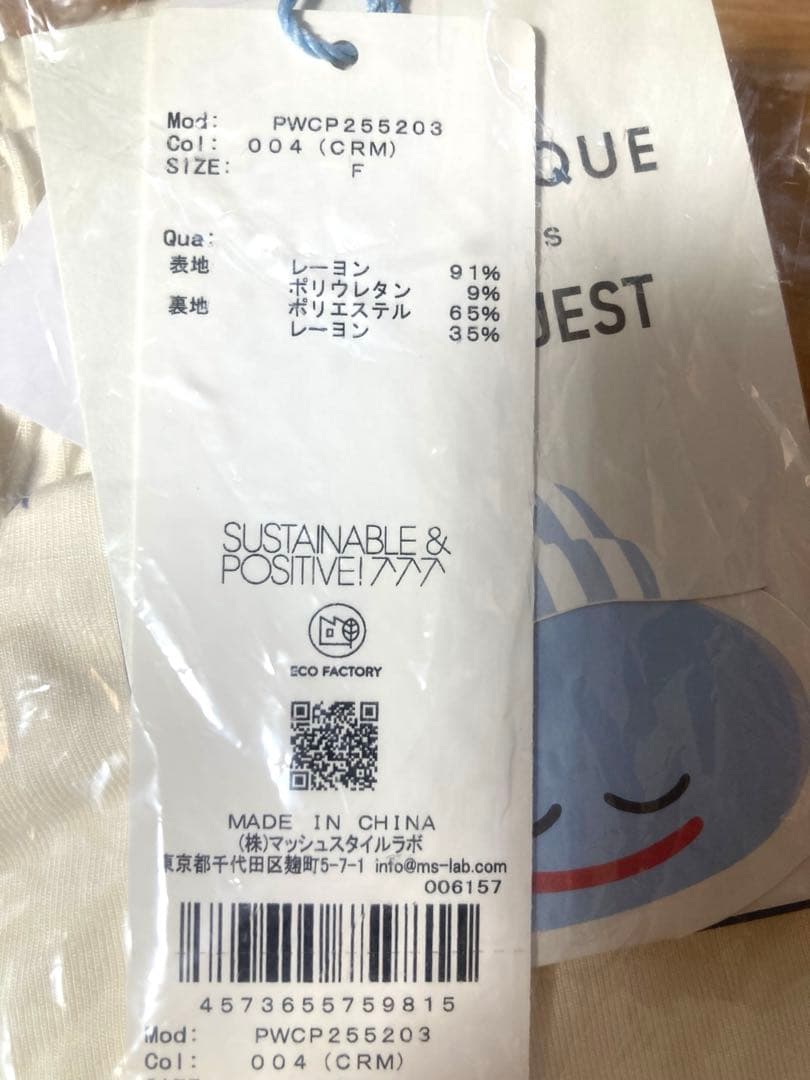 Mod: PWCP255203
Col: 004 (CRM)
SIZE: F
Qua:
表地 レーヨン 91%
ポリウレタン 9%
裏地 ポリエステル 65%
レーヨン 35%
SUSTAINABLE &
POSITIVE!
ECO FACTORY
MADE IN CHINA
(株)マッシュスタイルラボ
東京都千代田区麹町5-7-1 info@ms-lab.com
006157
4573655759815
Mod: PWCP255203
Col: 004 (CRM)
QUE
s
UEST